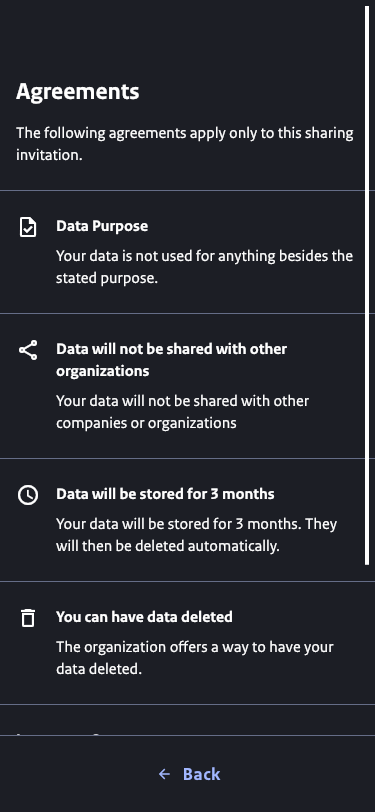 Agreements
The following agreements apply only to this sharing
invitation.
Data Purpose
Your data is not used for anything besides the
stated purpose.
Data will not be shared with other
organizations
Your data will not be shared with other
companies or organizations
Data will be stored for 3 months
Your data will be stored for 3 months. They
will then be deleted automatically.
You can have data deleted
The organization offers a way to have your
data deleted.
Back